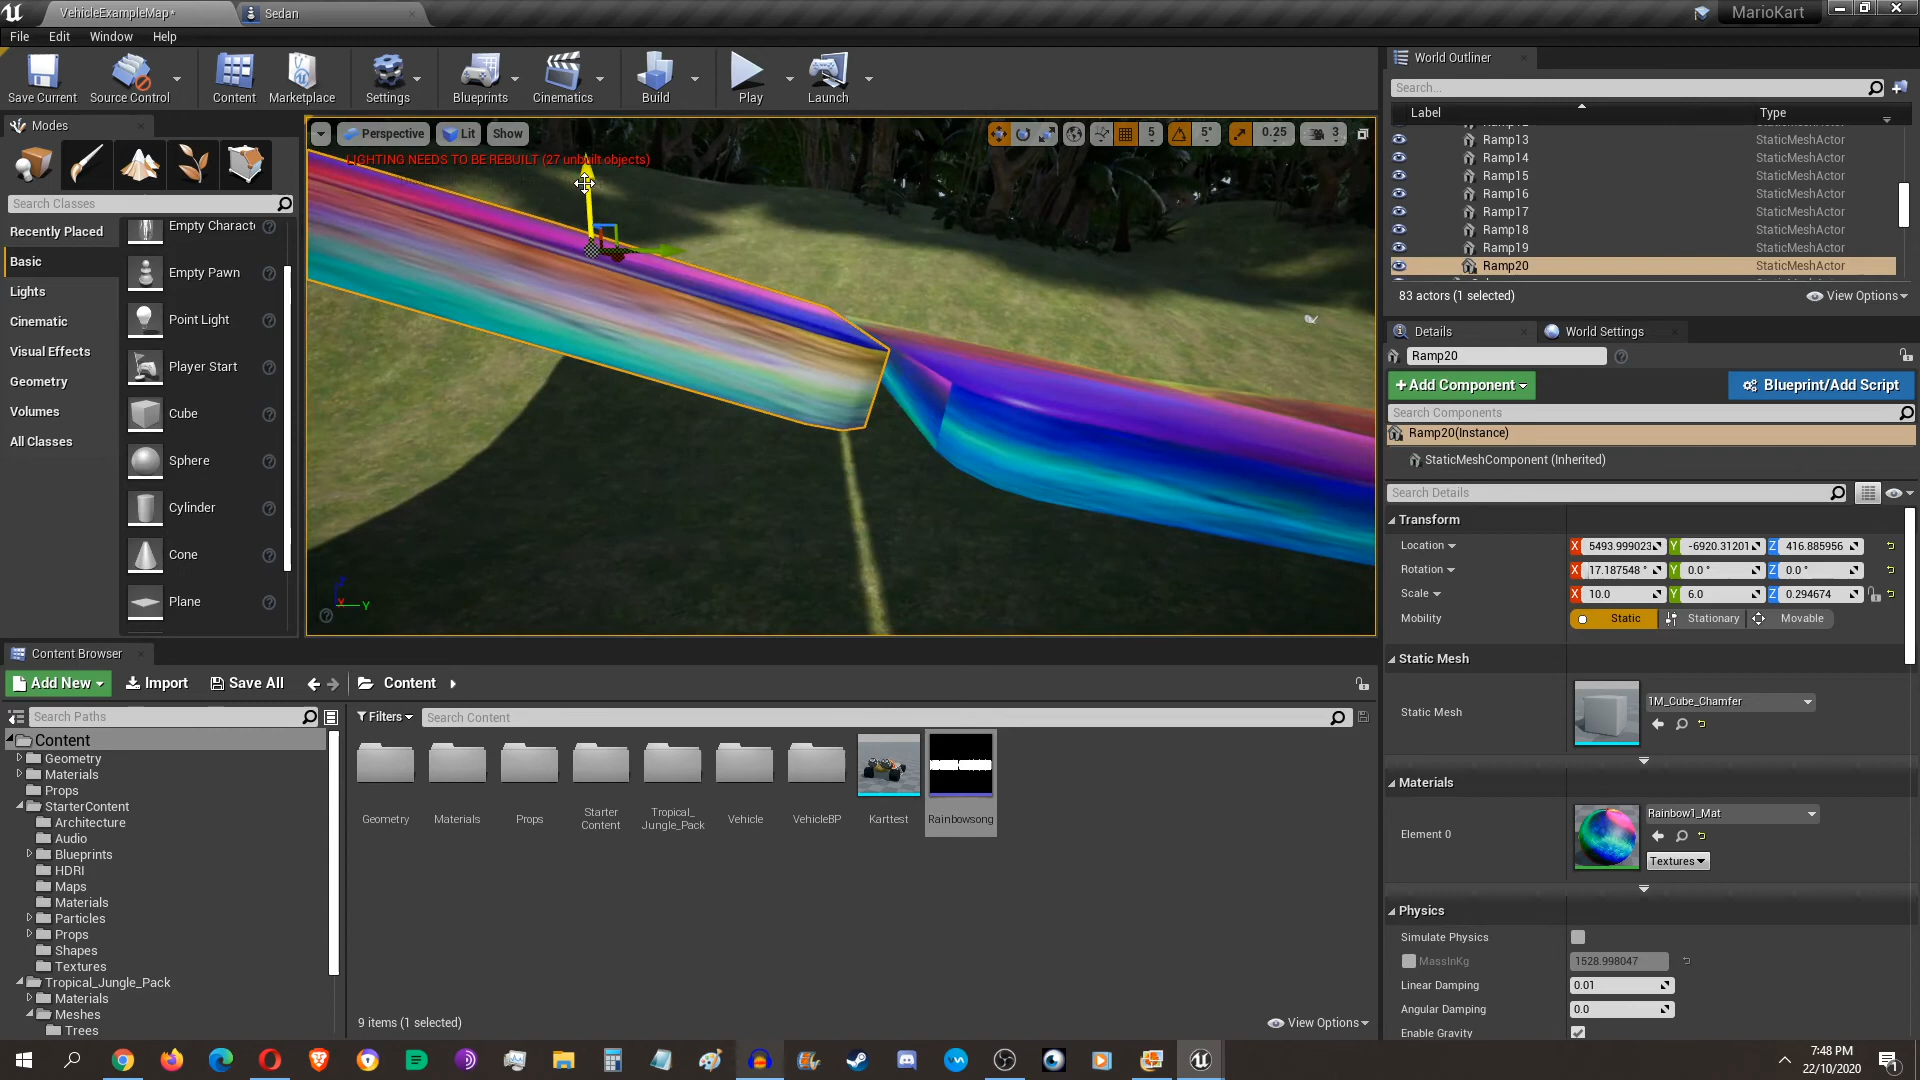 VehicleExampleMap*
Sedan
MarioKart
File Edit Window Help
Save Current
Source Control
Content
Marketplace
Settings
Blueprints
Cinematics
Build
Play
Launch
Modes
Search Classes
Recently Placed
Basic
Lights
Cinematic
Visual Effects
Geometry
Volumes
All Classes
Empty Charact
Empty Pawn
Point Light
Player Start
Cube
Sphere
Cylinder
Cone
Plane
Perspective
Lit
Show
5
5°
0.25
3
LIGHTING NEEDS TO BE REBUILT (27 unbuilt objects)
Y
World Outliner
Search...
Label Type
Ramp13 StaticMeshActor
Ramp14 StaticMeshActor
Ramp15 StaticMeshActor
Ramp16 StaticMeshActor
Ramp17 StaticMeshActor
Ramp18 StaticMeshActor
Ramp19 StaticMeshActor
Ramp20 StaticMeshActor
83 actors (1 selected)
View Options
Details
World Settings
Ramp20
+Add Component
Blueprint/Add Script
Search Components
Ramp20(Instance)
StaticMeshComponent (Inherited)
Search Details
Transform
Location X 5493.999023 Y -6920.31201 Z 416.885956
Rotation X 17.187548 ° Y 0.0 ° Z 0.0 °
Scale X 10.0 Y 6.0 Z 0.294674
Mobility Static Stationary Movable
Static Mesh
Static Mesh
1M_Cube_Chamfer
Materials
Element 0
Rainbow1_Mat
Textures
Physics
Simulate Physics
MassInKg 1528.998047
Linear Damping 0.01
Angular Damping 0.0
Enable Gravity
Content Browser
Add New
Import
Save All
Content
Search Paths
Filters
Search Content
Content
Geometry
Materials
Props
StarterContent
Architecture
Audio
Blueprints
HDRI
Maps
Materials
Particles
Props
Shapes
Textures
Tropical_Jungle_Pack
Materials
Meshes
Trees
Geometry
Materials
Props
Starter
Content
Tropical_
Jungle_Pack
Vehicle
VehicleBP
Karttest
Rainbowsong
9 items (1 selected)
View Options
7:48 PM
22/10/2020
1